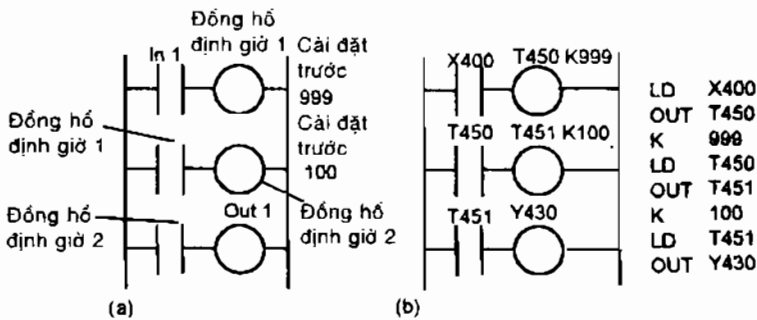 Đồng hồ
định giờ 1
In 1
Cài đặt
trước
999
Đồng hồ
định giờ 1
Cài đặt
trước
100
Đồng hồ
định giờ 2
Out 1
Đồng hồ
định giờ 2
(a)
X400 T450 K999
T450 T451 K100
T451 Y430
(b)
LD X400
OUT T450
K 999
LD T450
OUT T451
K 100
LD T451
OUT Y430